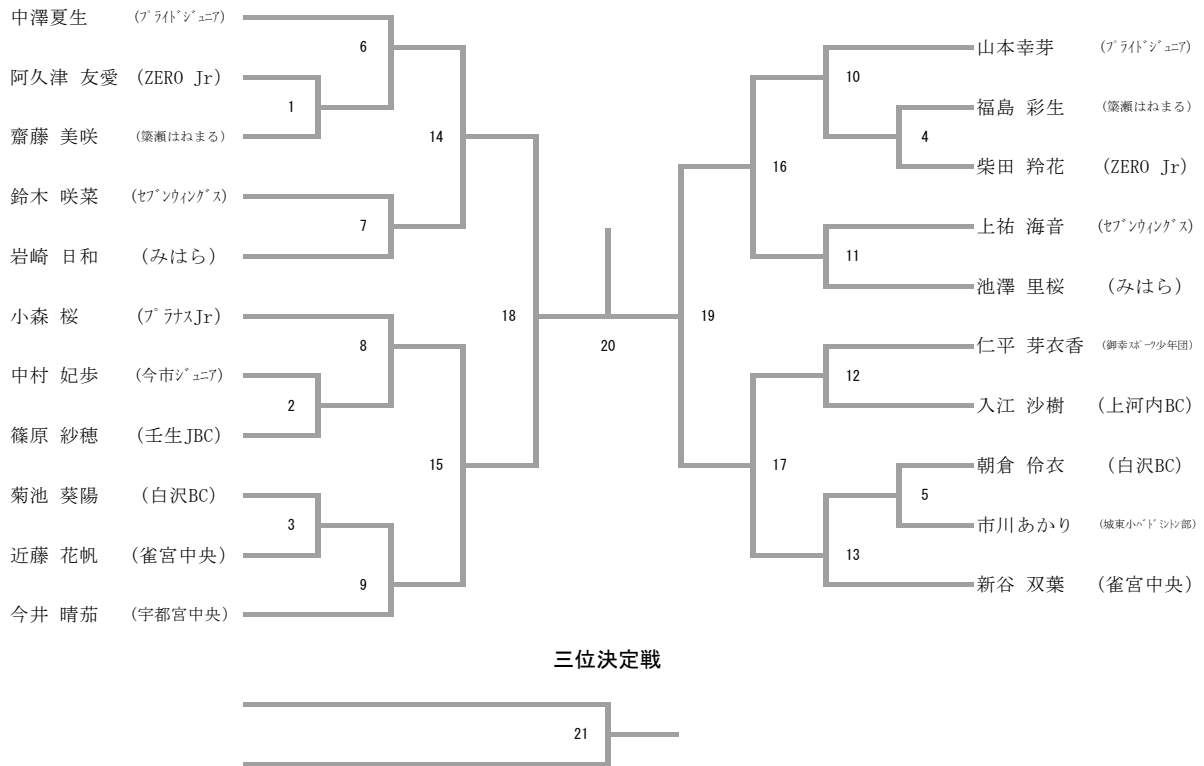 中澤夏生 (ﾌﾟﾗｲﾄﾞｼﾞｭﾆｱ)
6
阿久津 友愛 (ZERO Jr)
1
齋藤 美咲 (簗瀬はねまる)
14
鈴木 咲菜 (ｾﾌﾞﾝｳｨﾝｸﾞｽ)
7
岩崎 日和 (みはら)
18
小森 桜 (ﾌﾟﾗﾅｽJr)
8
中村 妃歩 (今市ｼﾞｭﾆｱ)
2
篠原 紗穂 (壬生JBC)
15
菊池 葵陽 (白沢BC)
3
近藤 花帆 (雀宮中央)
9
今井 晴茄 (宇都宮中央)
20
山本幸芽 (ﾌﾟﾗｲﾄﾞｼﾞｭﾆｱ)
10
福島 彩生 (簗瀬はねまる)
4
柴田 羚花 (ZERO Jr)
16
上祐 海音 (ｾﾌﾞﾝｳｨﾝｸﾞｽ)
11
池澤 里桜 (みはら)
19
仁平 芽衣香 (御幸ｽﾎﾟｰﾂ少年団)
12
入江 沙樹 (上河内BC)
17
朝倉 伶衣 (白沢BC)
5
市川あかり (城東小ﾊﾞﾄﾞﾐﾝﾄﾝ部)
13
新谷 双葉 (雀宮中央)
三位決定戦
21